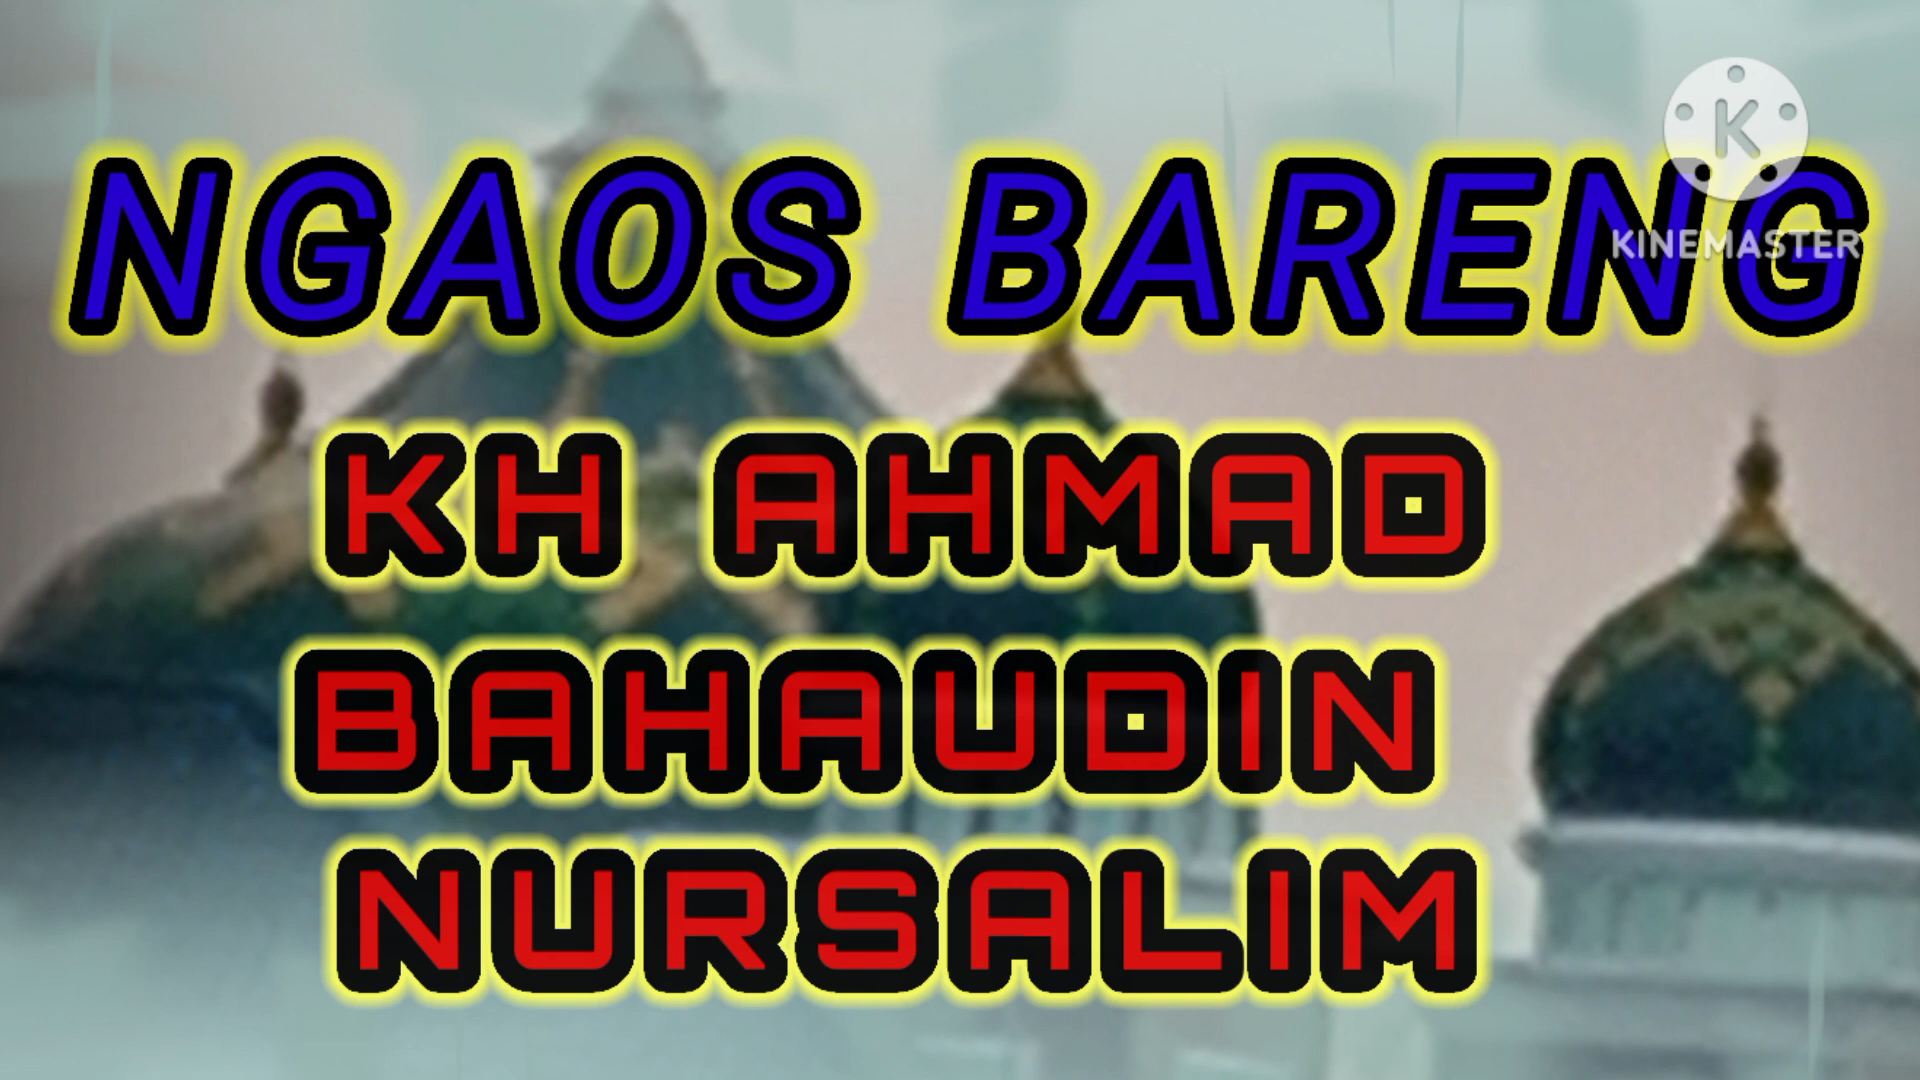 NGAOS BARENG
K
KINEMASTER
KH AHMAD
BAHAUDIN
NURSALIM